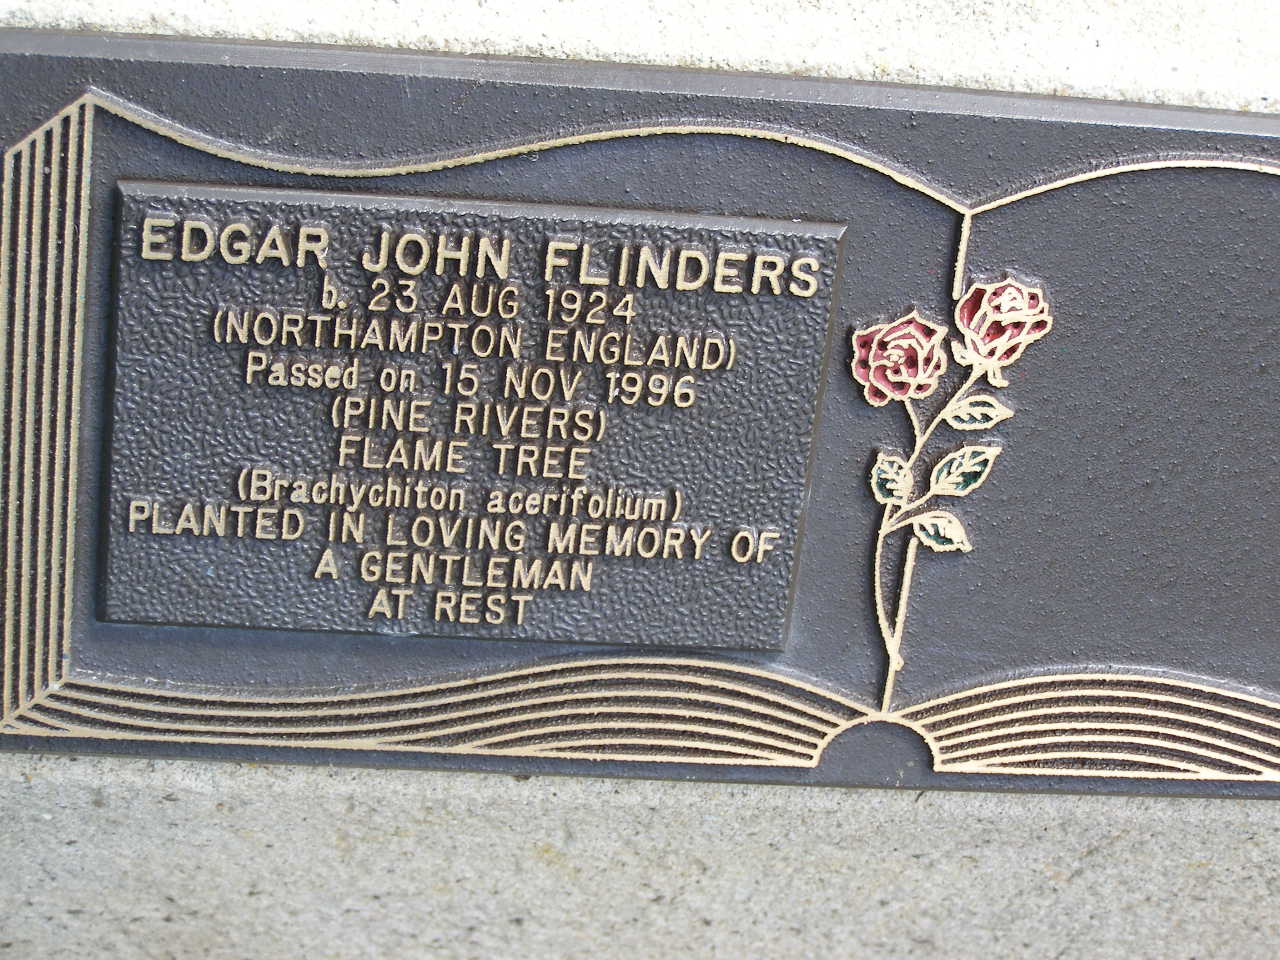 EDGAR JOHN FLINDERS
b. 23 AUG 1924
(NORTHAMPTON ENGLAND)
Passed on 15 NOV 1996
(PINE RIVERS)
FLAME TREE
(Brachychiton acerifolium)
PLANTED IN LOVING MEMORY OF
A GENTLEMAN
AT REST